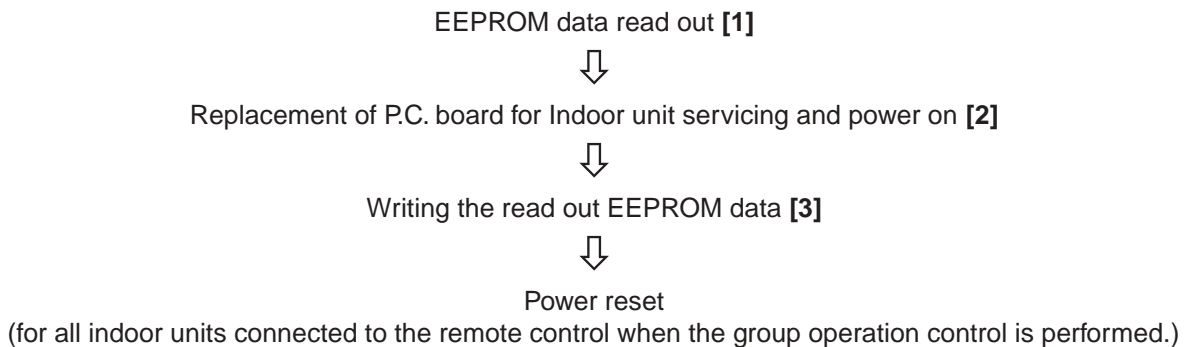 EEPROM data read out [1]
Replacement of P.C. board for Indoor unit servicing and power on [2]
Writing the read out EEPROM data [3]
Power reset
(for all indoor units connected to the remote control when the group operation control is performed.)